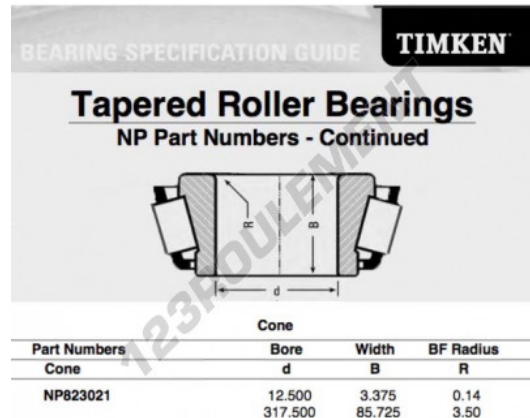 BEARING SPECIFICATION GUIDE
TIMKEN
Tapered Roller Bearings
NP Part Numbers - Continued
R
B
d
123ROULEMENT
Cone
Part Numbers Bore Width BF Radius
Cone d B R
NP823021 12.500 3.375 0.14
317.500 85.725 3.50